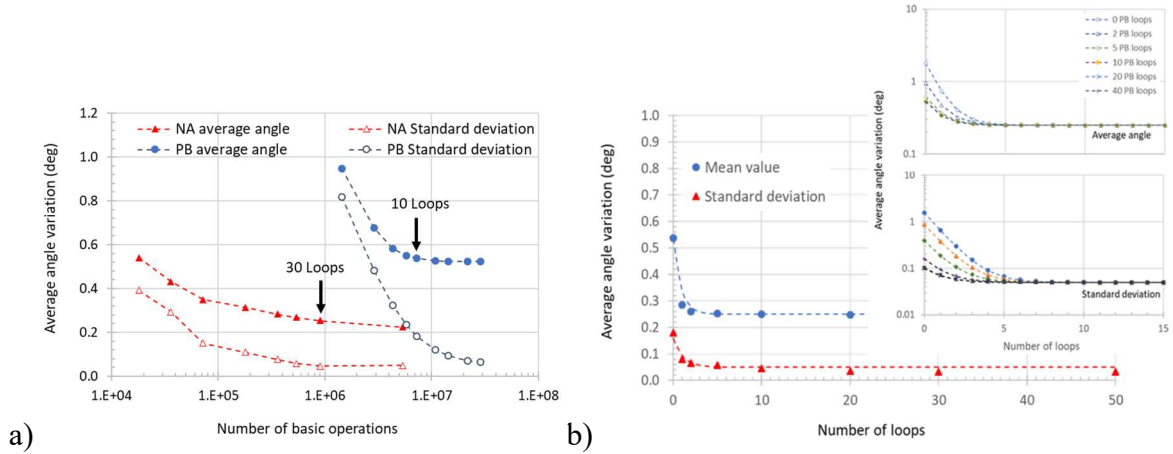 1.2
1.0
0.8
0.6
0.4
0.2
0.0
Average angle variation (deg)
NA average angle
NA Standard deviation
PB average angle
PB Standard deviation
10 Loops
30 Loops
1.E+04 1.E+05 1.E+06 1.E+07 1.E+08
Number of basic operations
a)
1.0
0.9
0.8
0.7
0.6
0.5
0.4
0.3
0.2
0.1
0.0
Average angle variation (deg)
Mean value
Standard deviation
0 10 20 30 40 50
Number of loops
b)
10
1
0.1
0 PB loops
2 PB loops
5 PB loops
10 PB loops
20 PB loops
40 PB loops
Average angle
Average angle variation (deg)
10
1
0.1
0.01
Standard deviation
0 5 10 15
Number of loops